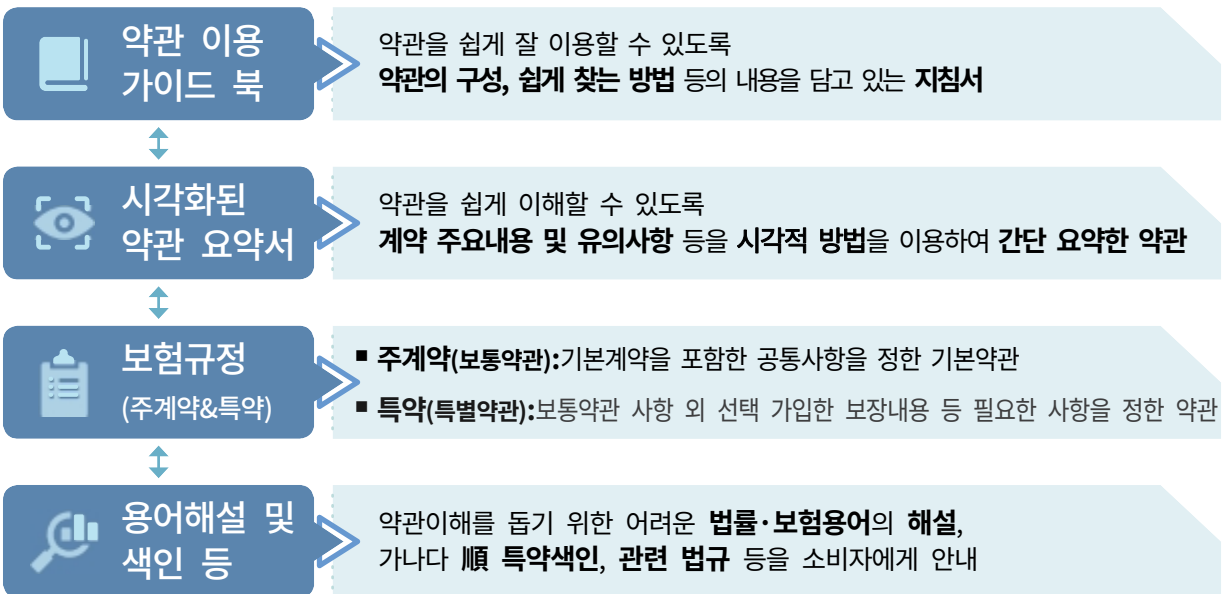 약관 이용
가이드 북
약관을 쉽게 잘 이용할 수 있도록
약관의 구성, 쉽게 찾는 방법 등의 내용을 담고 있는 지침서
시각화된
약관 요약서
약관을 쉽게 이해할 수 있도록
계약 주요내용 및 유의사항 등을 시각적 방법을 이용하여 간단 요약한 약관
보험규정
(주계약&특약)
▪ 주계약(보통약관):기본계약을 포함한 공통사항을 정한 기본약관
▪ 특약(특별약관):보통약관 사항 외 선택 가입한 보장내용 등 필요한 사항을 정한 약관
용어해설 및
색인 등
약관이해를 돕기 위한 어려운 법률·보험용어의 해설,
가나다 順 특약색인, 관련 법규 등을 소비자에게 안내